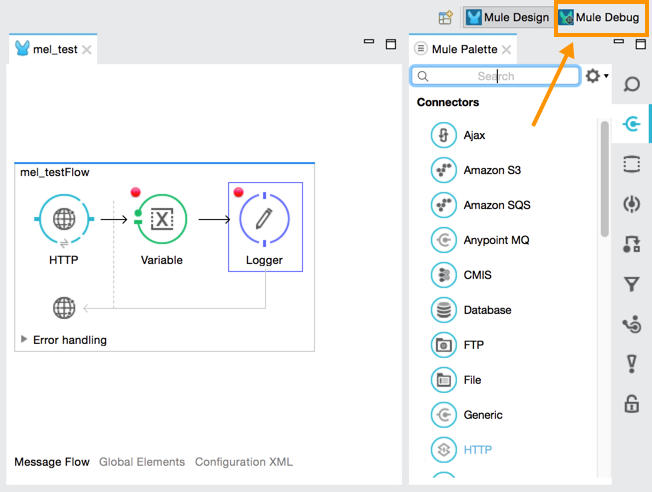 Mule Design
Mule Debug
mel_test
Mule Palette
Search
Connectors
Ajax
Amazon S3
Amazon SQS
Anypoint MQ
CMIS
Database
FTP
File
Generic
HTTP
mel_testFlow
HTTP
Variable
Logger
Error handling
Message Flow Global Elements Configuration XML